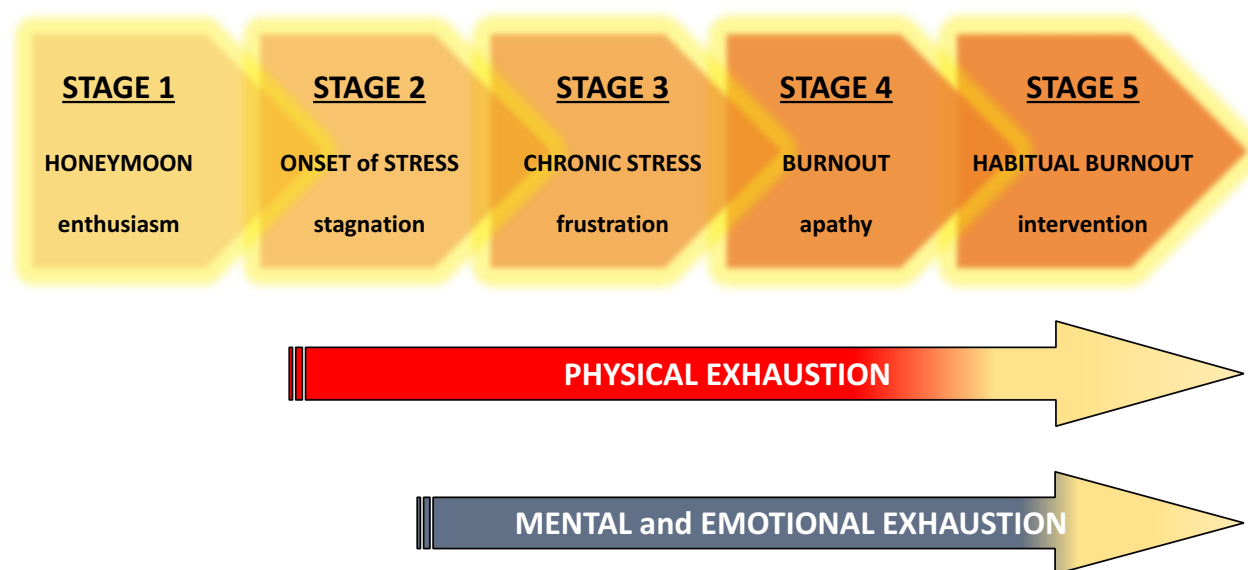 STAGE 1
HONEYMOON
enthusiasm
STAGE 2
ONSET of STRESS
stagnation
STAGE 3
CHRONIC STRESS
frustration
STAGE 4
BURNOUT
apathy
STAGE 5
HABITUAL BURNOUT
intervention
PHYSICAL EXHAUSTION
MENTAL and EMOTIONAL EXHAUSTION